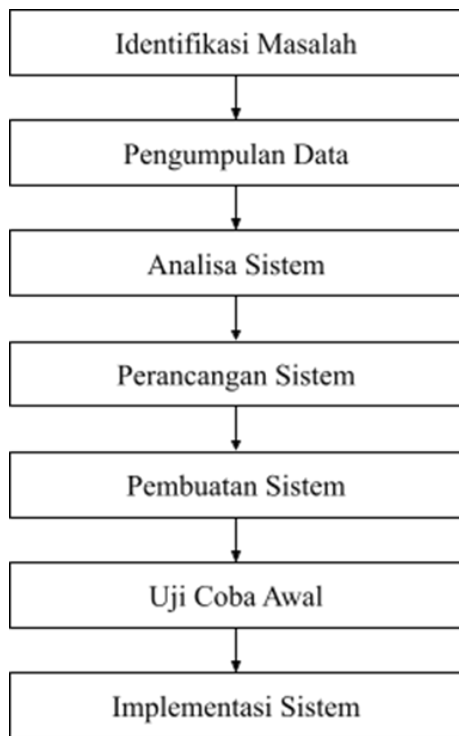 Identifikasi Masalah
Pengumpulan Data
Analisa Sistem
Perancangan Sistem
Pembuatan Sistem
Uji Coba Awal
Implementasi Sistem